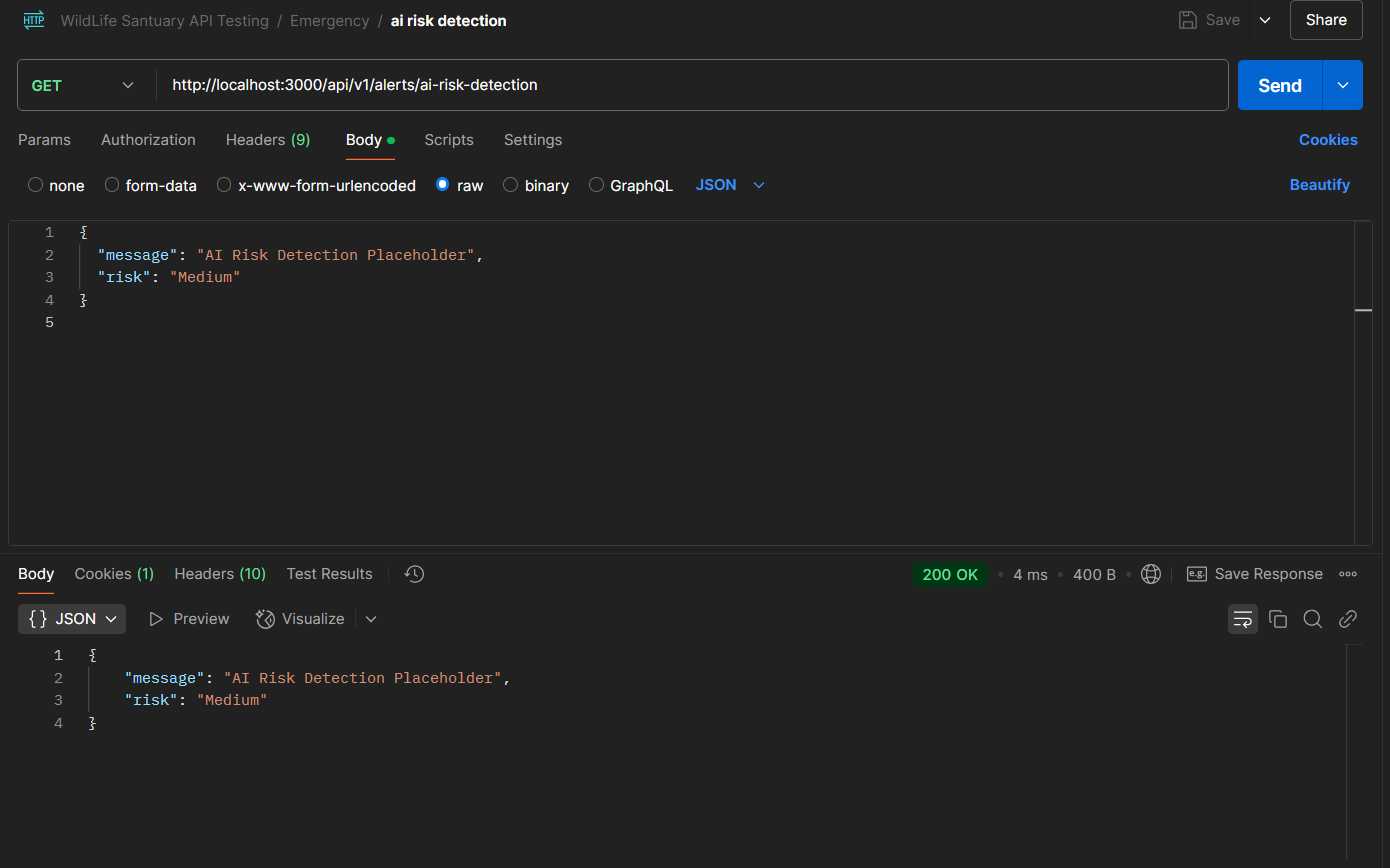 HTTP WildLife Santuary API Testing / Emergency / ai risk detection Save Share
GET http://localhost:3000/api/v1/alerts/ai-risk-detection Send
Params Authorization Headers (9) Body Scripts Settings Cookies
none form-data x-www-form-urlencoded raw binary GraphQL JSON Beautify
1 {
2 "message": "AI Risk Detection Placeholder",
3 "risk": "Medium"
4 }
5
Body Cookies (1) Headers (10) Test Results 200 OK • 4 ms • 400 B • e.g. Save Response
{} JSON Preview Visualize
1 {
2 "message": "AI Risk Detection Placeholder",
3 "risk": "Medium"
4 }